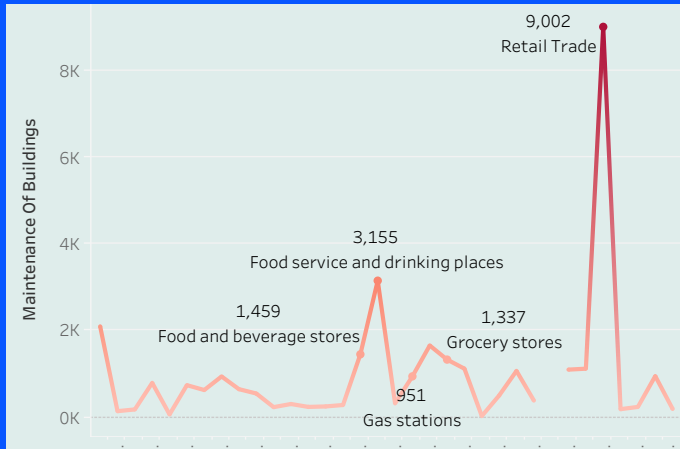 9,002
Retail Trade
8K
Maintenance Of Buildings
6K
4K
3,155
Food service and drinking places
2K
1,459
Food and beverage stores
1,337
Grocery stores
951
Gas stations
0K